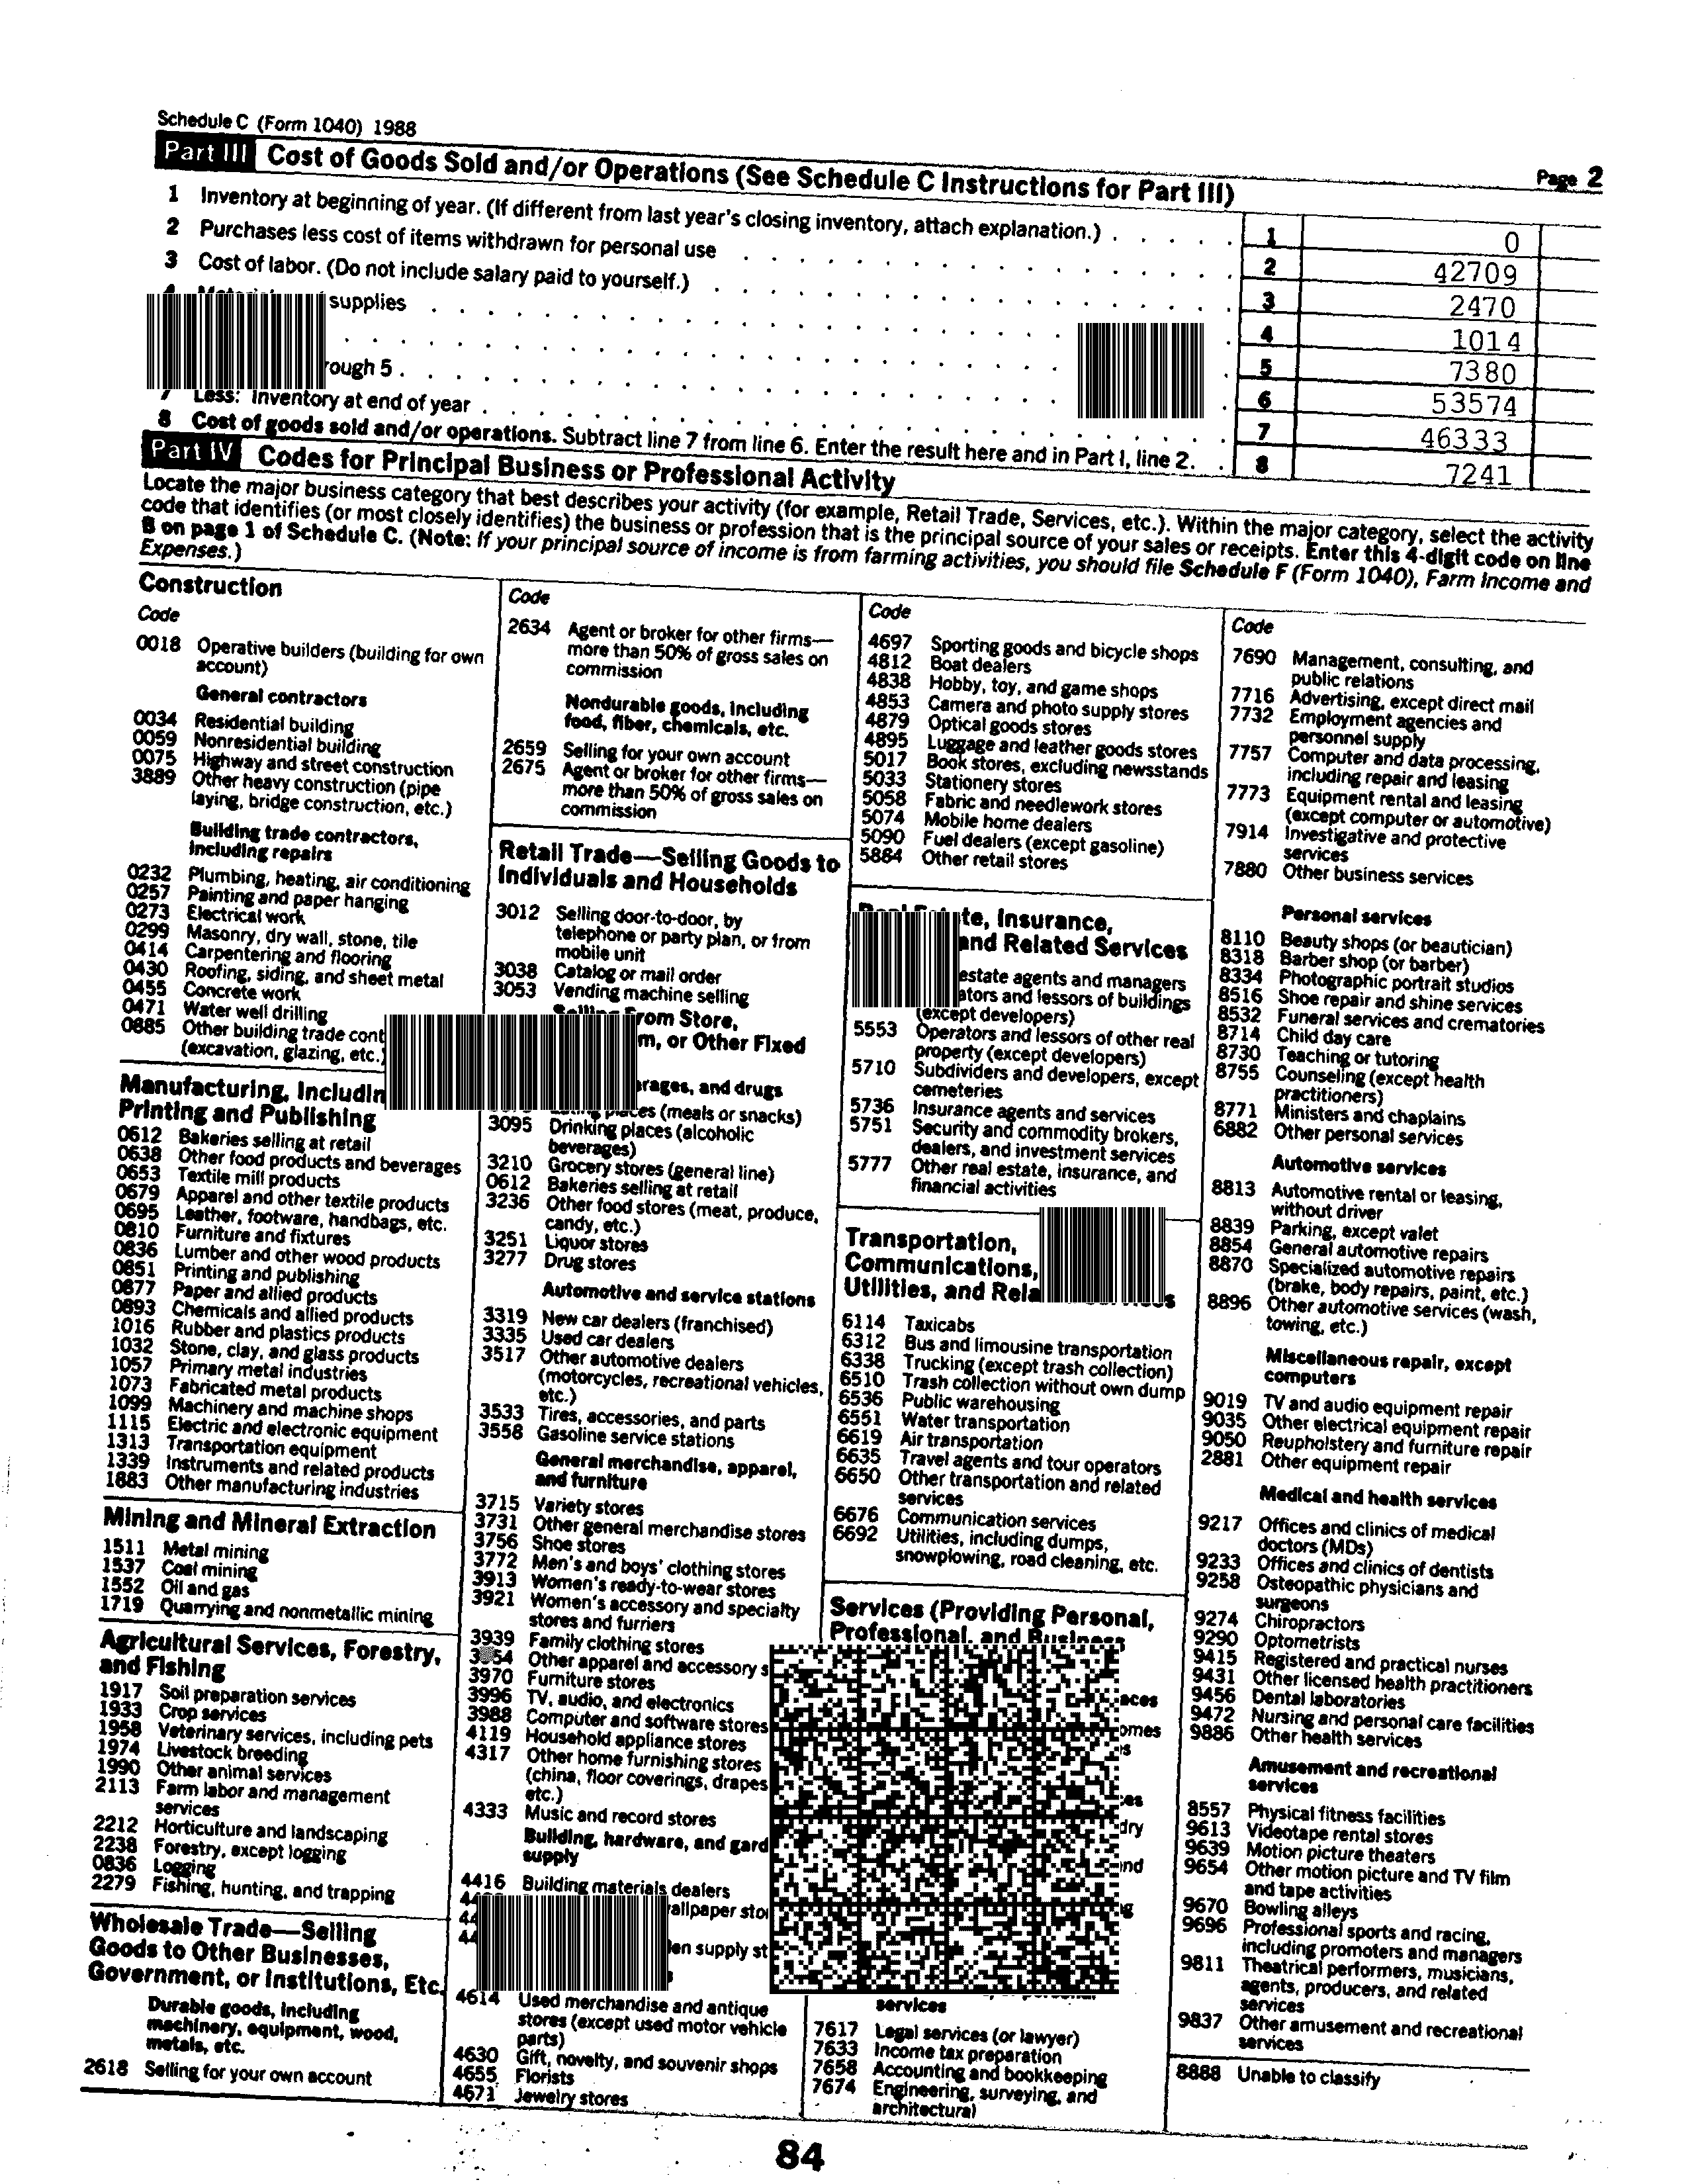 Schedule C (Form 1040) 1988
Page 2
Part III Cost of Goods Sold and/or Operations (See Schedule C Instructions for Part III)
1 Inventory at beginning of year. (If different from last year's closing inventory, attach explanation.) 1 0
2 Purchases less cost of items withdrawn for personal use 2 42709
3 Cost of labor. (Do not include salary paid to yourself.) 3 2470
supplies 4 1014
5 7380
rough 5 6 53574
7 Less: Inventory at end of year 7 46333
8 Cost of goods sold and/or operations. Subtract line 7 from line 6. Enter the result here and in Part I, line 2. 8 7241
Part IV Codes for Principal Business or Professional Activity
Locate the major business category that best describes your activity (for example, Retail Trade, Services, etc.). Within the major category, select the activity
code that identifies (or most closely identifies) the business or profession that is the principal source of your sales or receipts. Enter this 4-digit code on line
B on page 1 of Schedule C. (Note: If your principal source of income is from farming activities, you should file Schedule F (Form 1040), Farm Income and
Expenses.)
Construction
Code
0018 Operative builders (building for own
account)
General contractors
0034 Residential building
0059 Nonresidential building
0075 Highway and street construction
3889 Other heavy construction (pipe
laying, bridge construction, etc.)
Building trade contractors,
including repairs
0232 Plumbing, heating, air conditioning
0257 Painting and paper hanging
0273 Electrical work
0299 Masonry, dry wall, stone, tile
0414 Carpentering and flooring
0430 Roofing, siding, and sheet metal
0455 Concrete work
0471 Water well drilling
0885 Other building trade cont
(excavation, glazing, etc.)
Manufacturing, Includin
Printing and Publishing
0612 Bakeries selling at retail
0638 Other food products and beverages
0653 Textile mill products
0679 Apparel and other textile products
0695 Leather, footware, handbags, etc.
0810 Furniture and fixtures
0836 Lumber and other wood products
0851 Printing and publishing
0877 Paper and allied products
0893 Chemicals and allied products
1016 Rubber and plastics products
1032 Stone, clay, and glass products
1057 Primary metal industries
1073 Fabricated metal products
1099 Machinery and machine shops
1115 Electric and electronic equipment
1313 Transportation equipment
1339 Instruments and related products
1883 Other manufacturing industries
Mining and Mineral Extraction
1511 Metal mining
1537 Coal mining
1552 Oil and gas
1719 Quarrying and nonmetallic mining
Agricultural Services, Forestry,
and Fishing
1917 Soil preparation services
1933 Crop services
1958 Veterinary services, including pets
1974 Livestock breeding
1990 Other animal services
2113 Farm labor and management
services
2212 Horticulture and landscaping
2238 Forestry, except logging
0836 Logging
2279 Fishing, hunting, and trapping
Wholesale Trade—Selling
Goods to Other Businesses,
Government, or Institutions, Etc.
Durable goods, including
machinery, equipment, wood,
metals, etc.
2618 Selling for your own account
Code
2634 Agent or broker for other firms—
more than 50% of gross sales on
commission
Nondurable goods, including
food, fiber, chemicals, etc.
2659 Selling for your own account
2675 Agent or broker for other firms—
more than 50% of gross sales on
commission
Retail Trade—Selling Goods to
Individuals and Households
3012 Selling door-to-door, by
telephone or party plan, or from
mobile unit
3038 Catalog or mail order
3053 Vending machine selling
Selling From Store,
m, or Other Fixed
erages, and drugs
places (meals or snacks)
3095 Drinking places (alcoholic
beverages)
3210 Grocery stores (general line)
0612 Bakeries selling at retail
3236 Other food stores (meat, produce,
candy, etc.)
3251 Liquor stores
3277 Drug stores
Automotive and service stations
3319 New car dealers (franchised)
3335 Used car dealers
3517 Other automotive dealers
(motorcycles, recreational vehicles,
etc.)
3533 Tires, accessories, and parts
3558 Gasoline service stations
General merchandise, apparel,
and furniture
3715 Variety stores
3731 Other general merchandise stores
3756 Shoe stores
3772 Men's and boys' clothing stores
3913 Women's ready-to-wear stores
3921 Women's accessory and specialty
stores and furriers
3939 Family clothing stores
Other apparel and accessory s
3970 Furniture stores
3996 TV, audio, and electronics
3988 Computer and software stores
4119 Household appliance stores
4317 Other home furnishing stores
(china, floor coverings, drapes
etc.)
4333 Music and record stores
Building, hardware, and gard
supply
4416 Building materials dealers
allpaper sto
en supply st
4614 Used merchandise and antique
stores (except used motor vehicle
parts)
4630 Gift, novelty, and souvenir shops
4655 Florists
4671 Jewelry stores
Code
4697 Sporting goods and bicycle shops
4812 Boat dealers
4838 Hobby, toy, and game shops
4853 Camera and photo supply stores
4879 Optical goods stores
4895 Luggage and leather goods stores
5017 Book stores, excluding newsstands
5033 Stationery stores
5058 Fabric and needlework stores
5074 Mobile home dealers
5090 Fuel dealers (except gasoline)
5884 Other retail stores
te, Insurance,
and Related Services
estate agents and managers
ators and lessors of buildings
(except developers)
5553 Operators and lessors of other real
property (except developers)
5710 Subdividers and developers, except
cemeteries
5736 Insurance agents and services
5751 Security and commodity brokers,
dealers, and investment services
5777 Other real estate, insurance, and
financial activities
Transportation,
Communications,
Utilities, and Rela
6114 Taxicabs
6312 Bus and limousine transportation
6338 Trucking (except trash collection)
6510 Trash collection without own dump
6536 Public warehousing
6551 Water transportation
6619 Air transportation
6635 Travel agents and tour operators
6650 Other transportation and related
services
6676 Communication services
6692 Utilities, including dumps,
snowplowing, road cleaning, etc.
Services (Providing Personal,
Professional, and Business
aces
omes
es
dry
and
services
7617 Legal services (or lawyer)
7633 Income tax preparation
7658 Accounting and bookkeeping
7674 Engineering, surveying, and
architectural
Code
7690 Management, consulting, and
public relations
7716 Advertising, except direct mail
7732 Employment agencies and
personnel supply
7757 Computer and data processing,
including repair and leasing
7773 Equipment rental and leasing
(except computer or automotive)
7914 Investigative and protective
services
7880 Other business services
Personal services
8110 Beauty shops (or beautician)
8318 Barber shop (or barber)
8334 Photographic portrait studios
8516 Shoe repair and shine services
8532 Funeral services and crematories
8714 Child day care
8730 Teaching or tutoring
8755 Counseling (except health
practitioners)
8771 Ministers and chaplains
6882 Other personal services
Automotive services
8813 Automotive rental or leasing,
without driver
8839 Parking, except valet
8854 General automotive repairs
8870 Specialized automotive repairs
(brake, body repairs, paint, etc.)
8896 Other automotive services (wash,
towing, etc.)
Miscellaneous repair, except
computers
9019 TV and audio equipment repair
9035 Other electrical equipment repair
9050 Reupholstery and furniture repair
2881 Other equipment repair
Medical and health services
9217 Offices and clinics of medical
doctors (MDs)
9233 Offices and clinics of dentists
9258 Osteopathic physicians and
surgeons
9274 Chiropractors
9290 Optometrists
9415 Registered and practical nurses
9431 Other licensed health practitioners
9456 Dental laboratories
9472 Nursing and personal care facilities
9886 Other health services
Amusement and recreational
services
8557 Physical fitness facilities
9613 Videotape rental stores
9639 Motion picture theaters
9654 Other motion picture and TV film
and tape activities
9670 Bowling alleys
9696 Professional sports and racing,
including promoters and managers
9811 Theatrical performers, musicians,
agents, producers, and related
services
9837 Other amusement and recreational
services
8888 Unable to classify
84